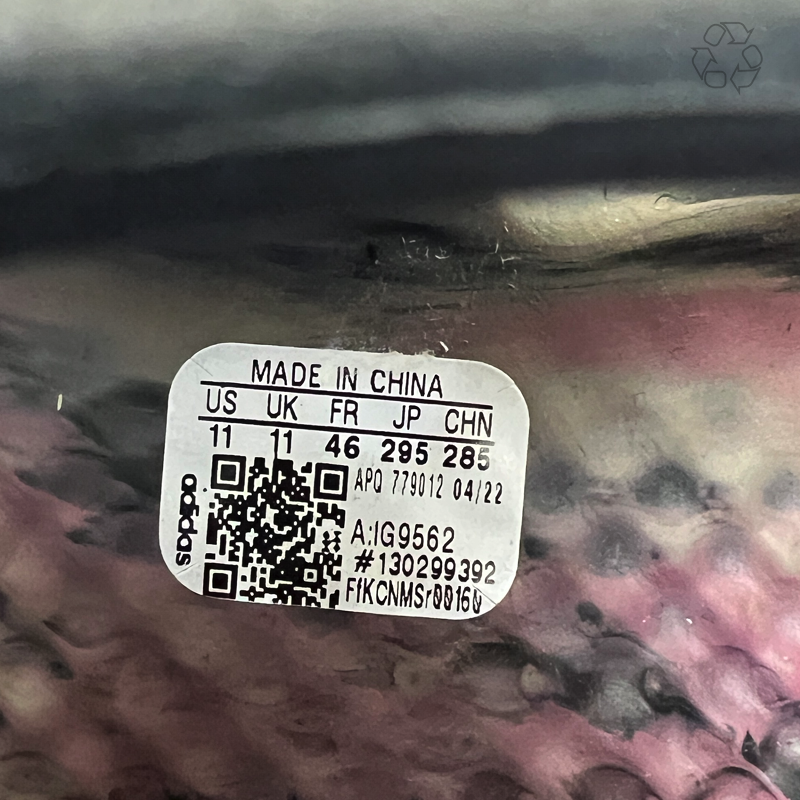 MADE IN CHINA
US UK FR JP CHN
11 11 46 295 285
APQ 779012 04/22
A:IG9562
#130299392
FfKCNMSr00160
adidas